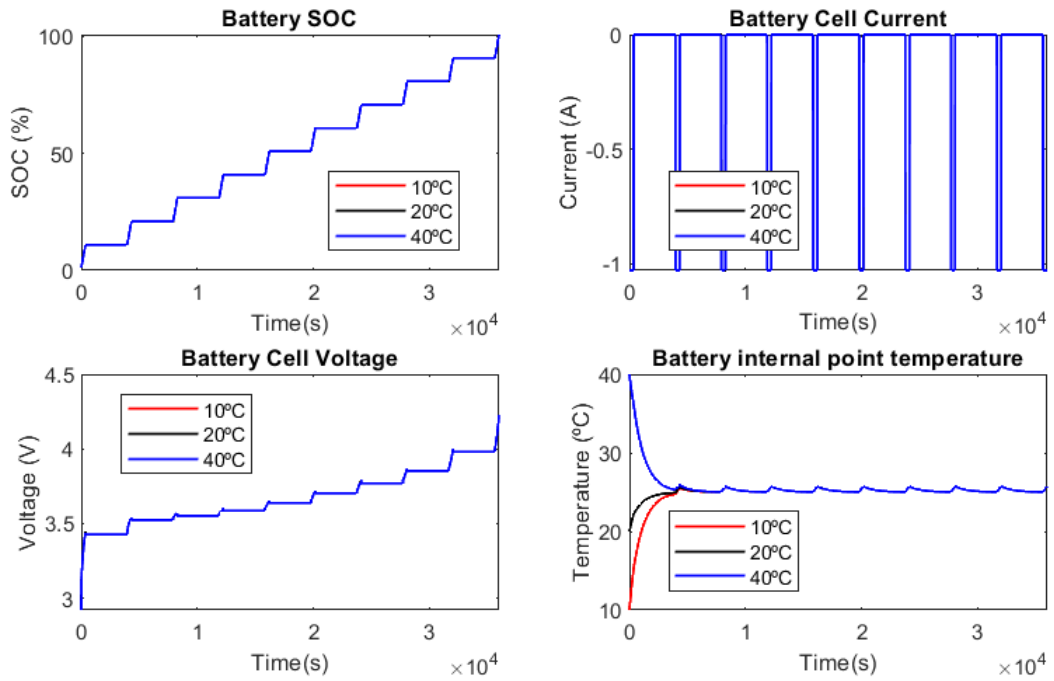 Battery SOC
100
50
0
SOC (%)
10ºC
20ºC
40ºC
0
1
2
3
Time(s)
×10⁴
Battery Cell Current
0
-0.5
-1
Current (A)
10ºC
20ºC
40ºC
0
1
2
3
Time(s)
×10⁴
Battery Cell Voltage
4.5
4
3.5
3
Voltage (V)
10ºC
20ºC
40ºC
0
1
2
3
Time(s)
×10⁴
Battery internal point temperature
40
30
20
10
Temperature (ºC)
10ºC
20ºC
40ºC
0
1
2
3
Time(s)
×10⁴